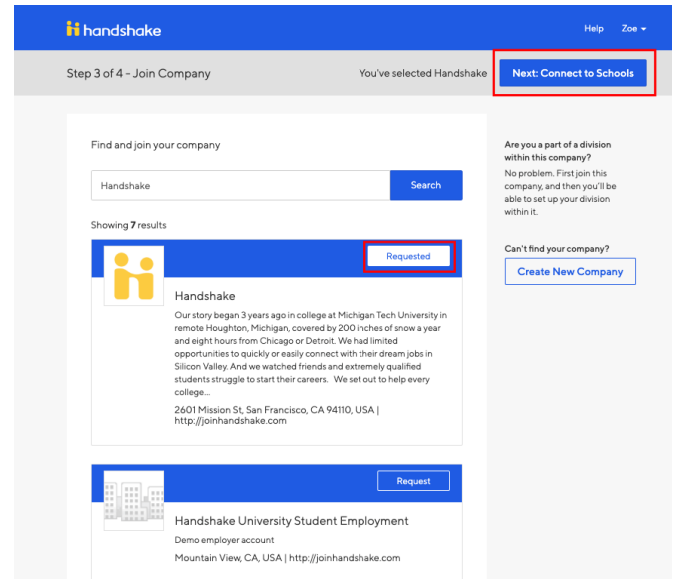 handshake
Help Zoe
Step 3 of 4 - Join Company
You've selected Handshake
Next: Connect to Schools
Find and join your company
Handshake
Search
Showing 7 results
Requested
Handshake
Our story began 3 years ago in college at Michigan Tech University in
remote Houghton, Michigan, covered by 200 inches of snow a year
and eight hours from Chicago or Detroit. We had limited
opportunities to quickly or easily connect with their dream jobs in
Silicon Valley. And we watched friends and extremely qualified
students struggle to start their careers. We set out to help every
college...
2601 Mission St, San Francisco, CA 94110, USA |
http://joinhandshake.com
Request
Handshake University Student Employment
Demo employer account
Mountain View, CA, USA | http://joinhandshake.com
Are you a part of a division
within this company?
No problem. First join this
company, and then you'll be
able to set up your division
within it.
Can't find your company?
Create New Company